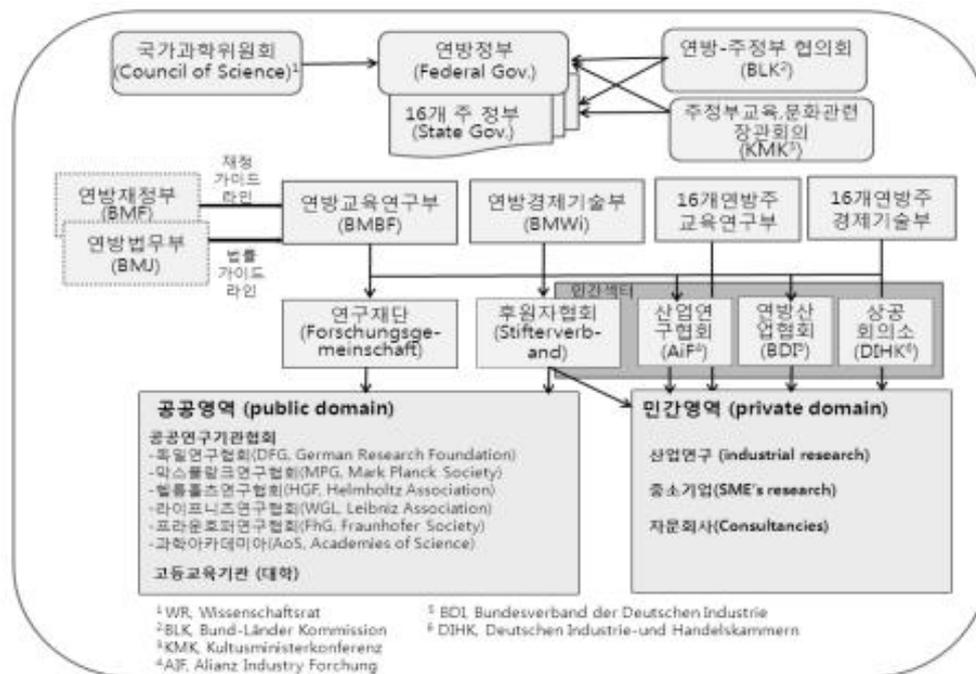 국가과학위원회
(Council of Science)1
연방정부
(Federal Gov.)
연방-주정부 협의회
(BLK2)
16개 주 정부
(State Gov.)
주정부교육,문화관련
장관회의
(KMK3)
재정
가이드
라인
연방재정부
(BMF)
연방법무부
(BMJ)
법률
가이드
라인
연방교육연구부
(BMBF)
연방경제기술부
(BMWi)
16개연방주
교육연구부
16개연방주
경제기술부
민간섹터
연구재단
(Forschungsge-
meinschaft)
후원자협회
(Stifterverb-
and)
산업연
구협회
(AiF4)
연방산
업협회
(BDI5)
상공
회의소
(DIHK6)
공공영역 (public domain)
공공연구기관협회
-독일연구협회(DFG, German Research Foundation)
-막스플랑크연구협회(MPG, Mark Planck Society)
-헬름홀츠연구협회(HGF, Helmholtz Association)
-라이프니츠연구협회(WGL, Leibniz Association)
-프라운호퍼연구협회(FhG, Fraunhofer Society)
-과학아카데미아(AoS, Academies of Science)
고등교육기관 (대학)
민간영역 (private domain)
산업연구 (industrial research)
중소기업(SME's research)
자문회사(Consultancies)
1 WR, Wissenschaftsrat
2 BLK, Bund-Länder Kommission
3 KMK, Kultusministerkonferenz
4 AJF, Alianz Industry Forchung
5 BDI, Bundesverband der Deutschen Industrie
6 DIHK, Deutschen Industrie-und Handelskammern